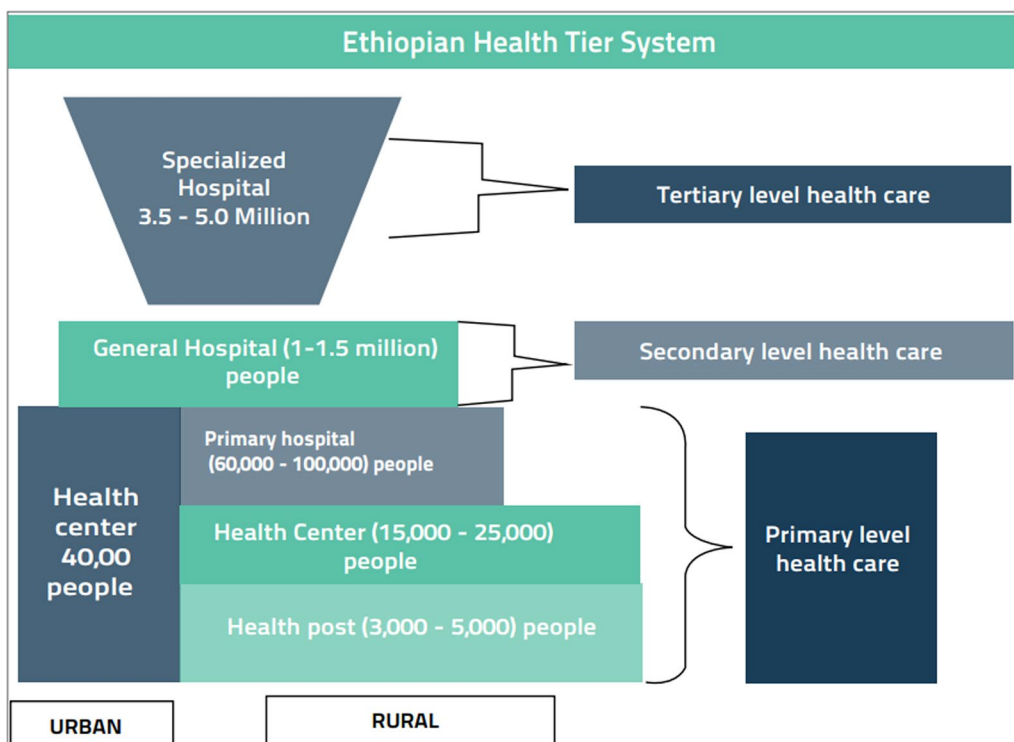 Ethiopian Health Tier System
Specialized
Hospital
3.5 - 5.0 Million
Tertiary level health care
General Hospital (1-1.5 million)
people
Secondary level health care
Health
center
40,00
people
Primary hospital
(60,000 - 100,000) people
Health Center (15,000 - 25,000)
people
Health post (3,000 - 5,000) people
Primary level
health care
URBAN
RURAL